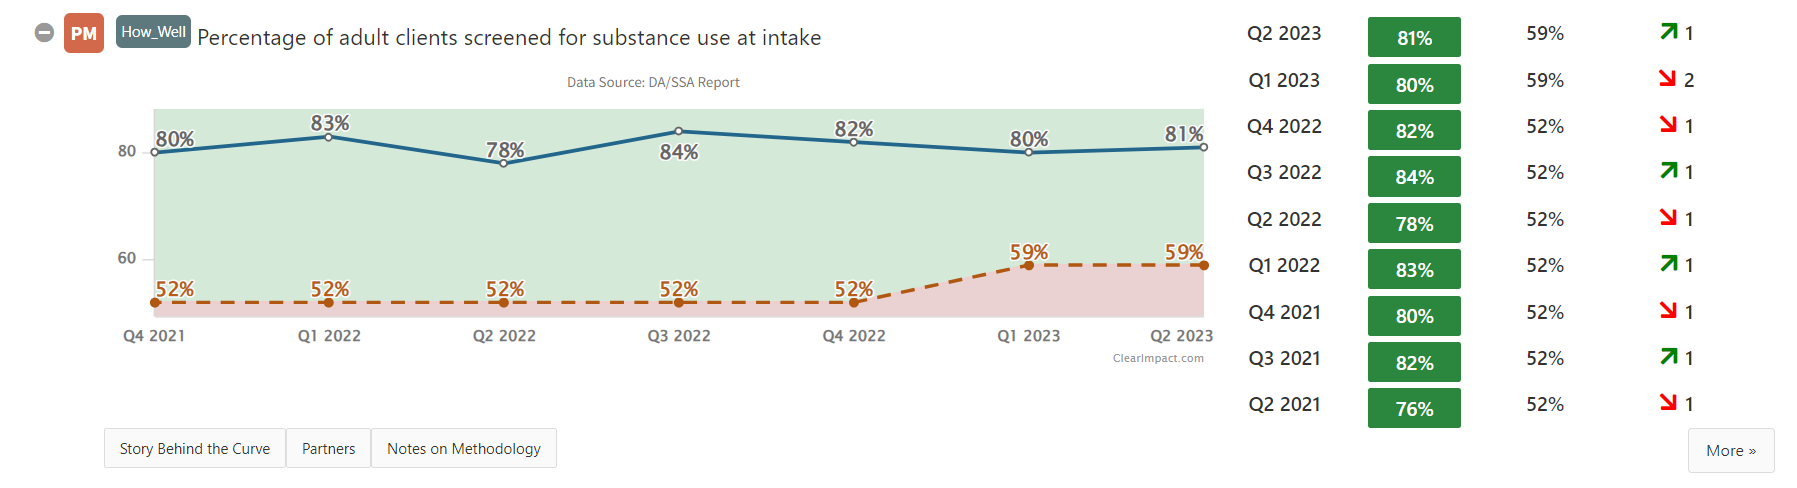 PM How_Well Percentage of adult clients screened for substance use at intake
Data Source: DA/SSA Report
80% 83% 78% 84% 82% 80% 81%
80
60
52% 52% 52% 52% 52% 59% 59%
Q4 2021 Q1 2022 Q2 2022 Q3 2022 Q4 2022 Q1 2023 Q2 2023
ClearImpact.com
Story Behind the Curve Partners Notes on Methodology
Q2 2023 81% 59% 1
Q1 2023 80% 59% 2
Q4 2022 82% 52% 1
Q3 2022 84% 52% 1
Q2 2022 78% 52% 1
Q1 2022 83% 52% 1
Q4 2021 80% 52% 1
Q3 2021 82% 52% 1
Q2 2021 76% 52% 1
More »